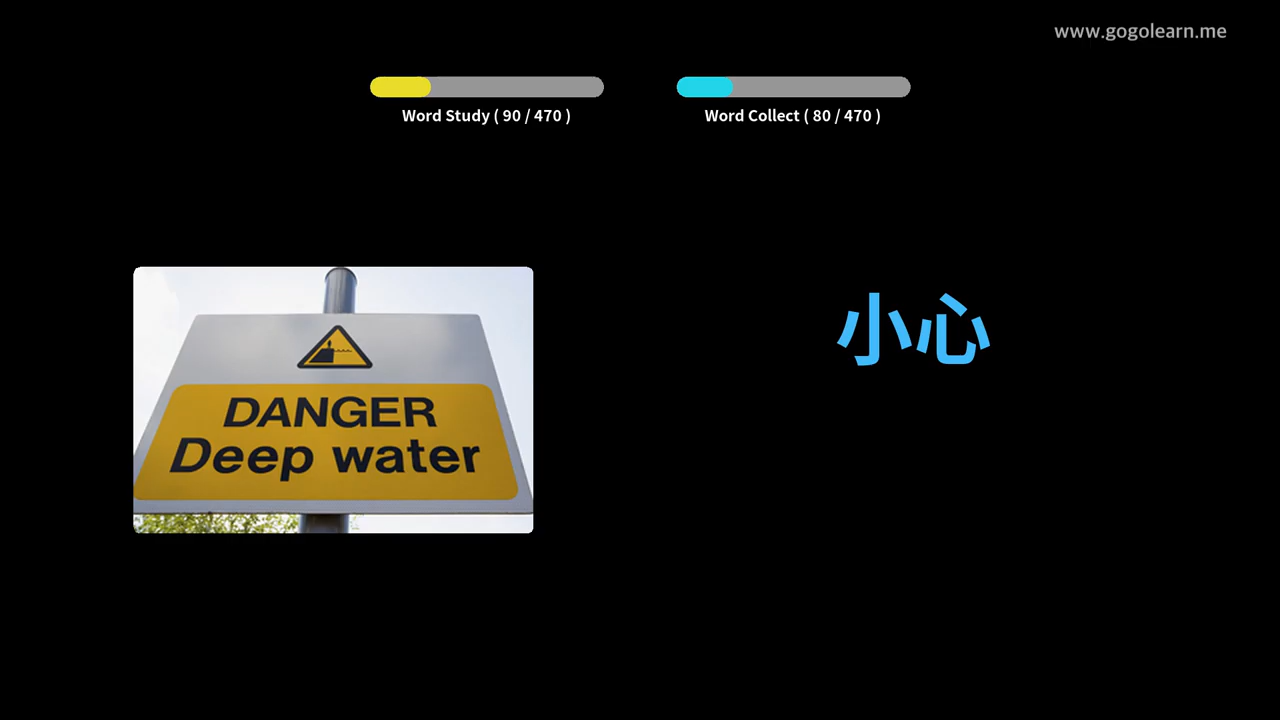 www.gogolearn.me
Word Study ( 90 / 470 )
Word Collect ( 80 / 470 )
DANGER
Deep water
小心